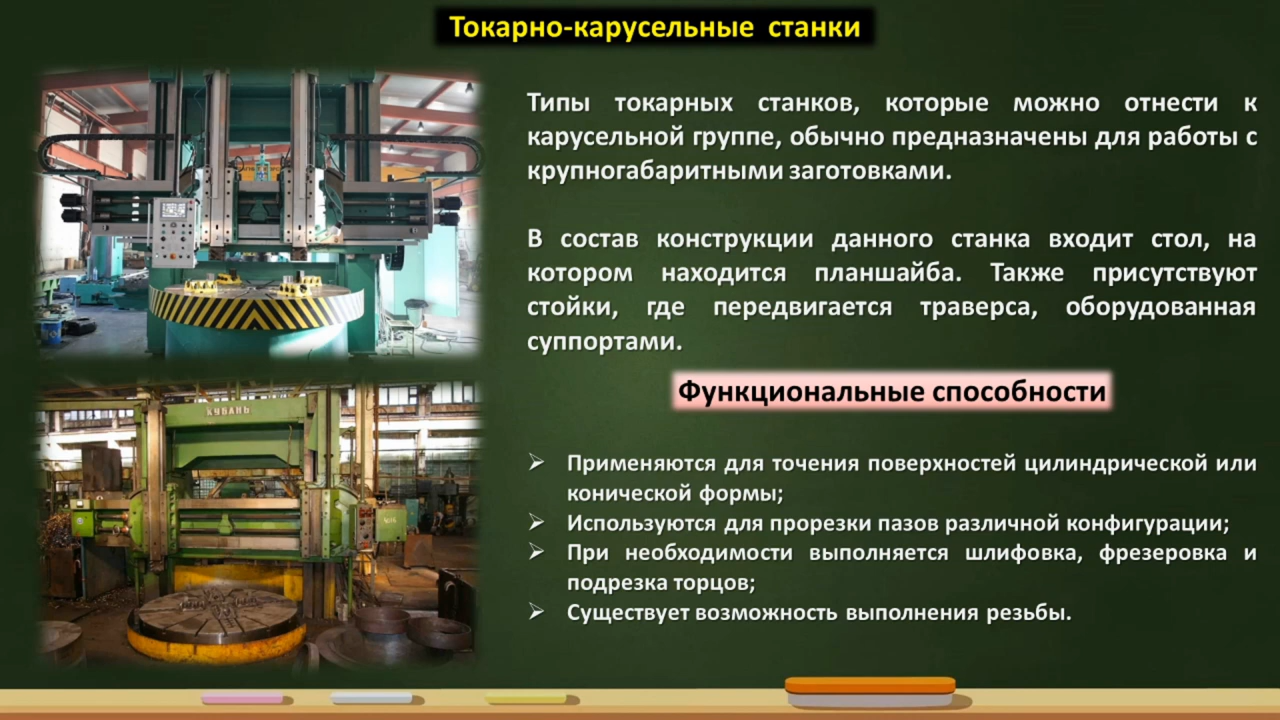 Токарно-карусельные станки
Типы токарных станков, которые можно отнести к
карусельной группе, обычно предназначены для работы с
крупногабаритными заготовками.
В состав конструкции данного станка входит стол, на
котором находится планшайба. Также присутствуют
стойки, где передвигается траверса, оборудованная
суппортами.
КУБАНЬ
Функциональные способности
➢ Применяются для точения поверхностей цилиндрической или
конической формы;
➢ Используются для прорезки пазов различной конфигурации;
➢ При необходимости выполняется шлифовка, фрезеровка и
подрезка торцов;
➢ Существует возможность выполнения резьбы.